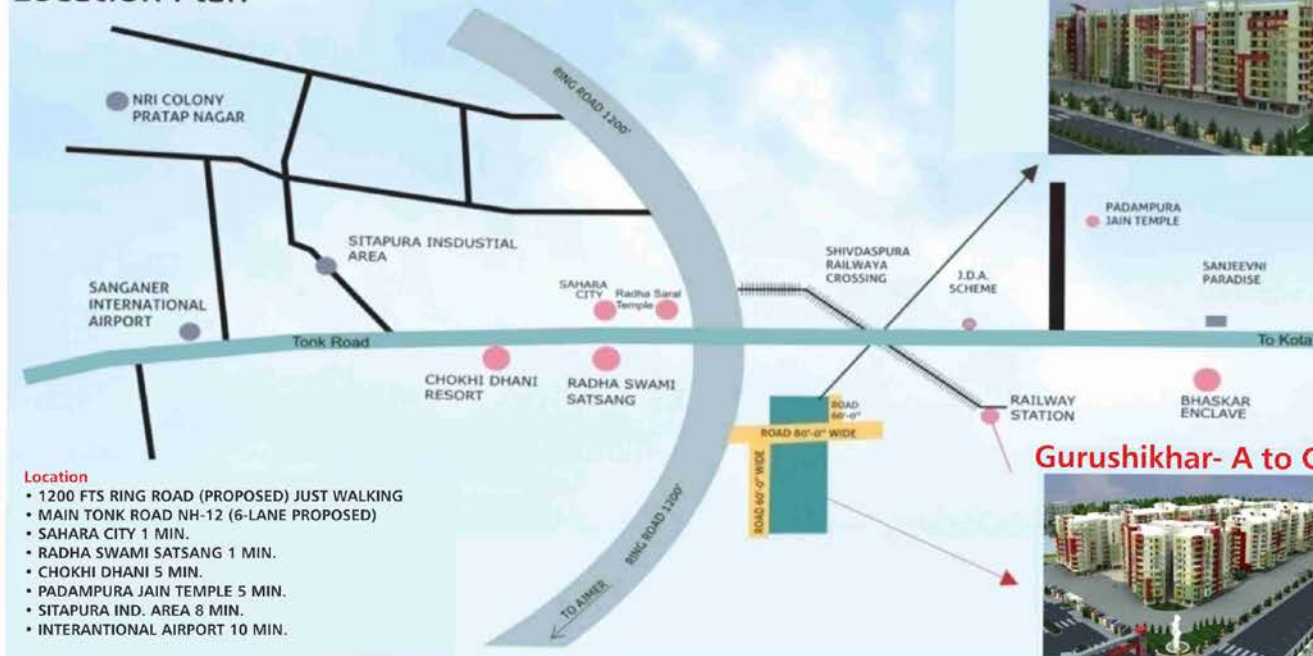 Location Plan
RING ROAD 1200'
NRI COLONY
PRATAP NAGAR
SITAPURA INSDUSTIAL
AREA
SANGANER
INTERNATIONAL
AIRPORT
SAHARA
CITY
Radha Saral
Temple
SHIVDASPURA
RAILWAYA
CROSSING
J.D.A.
SCHEME
PADAMPURA
JAIN TEMPLE
SANJEEVNI
PARADISE
Tonk Road
To Kota
CHOKHI DHANI
RESORT
RADHA SWAMI
SATSANG
RAILWAY
STATION
BHASKAR
ENCLAVE
ROAD
60'-0"
ROAD 80'-0" WIDE
ROAD 60'-0" WIDE
RING ROAD 1200'
TO AJMER
Gurushikhar- A to
Location
• 1200 FTS RING ROAD (PROPOSED) JUST WALKING
• MAIN TONK ROAD NH-12 (6-LANE PROPOSED)
• SAHARA CITY 1 MIN.
• RADHA SWAMI SATSANG 1 MIN.
• CHOKHI DHANI 5 MIN.
• PADAMPURA JAIN TEMPLE 5 MIN.
• SITAPURA IND. AREA 8 MIN.
• INTERANTIONAL AIRPORT 10 MIN.